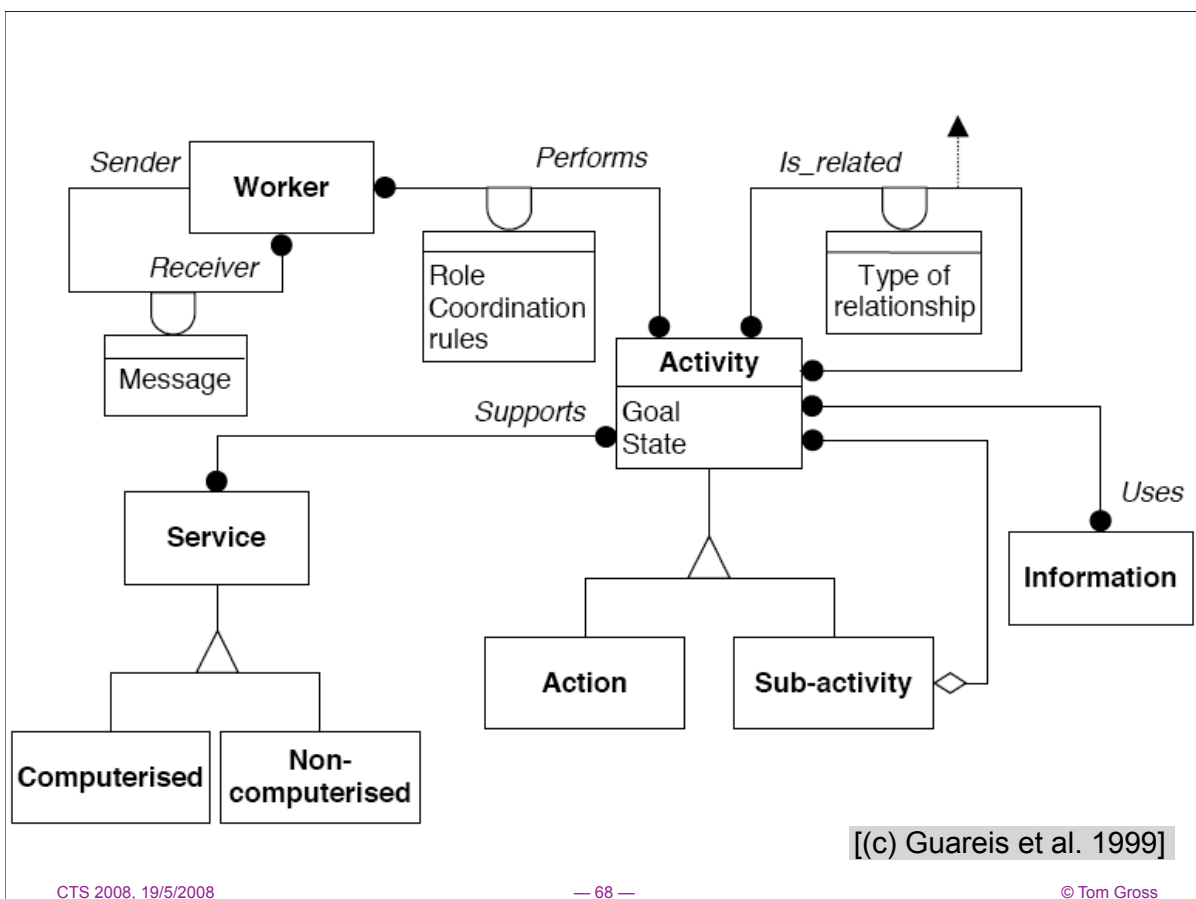 Sender
Worker
Performs
Is_related
Receiver
Message
Role
Coordination
rules
Type of
relationship
Activity
Goal
State
Supports
Uses
Service
Information
Action
Sub-activity
Computerised
Non-
computerised
[(c) Guareis et al. 1999]
CTS 2008, 19/5/2008
— 68 —
© Tom Gross